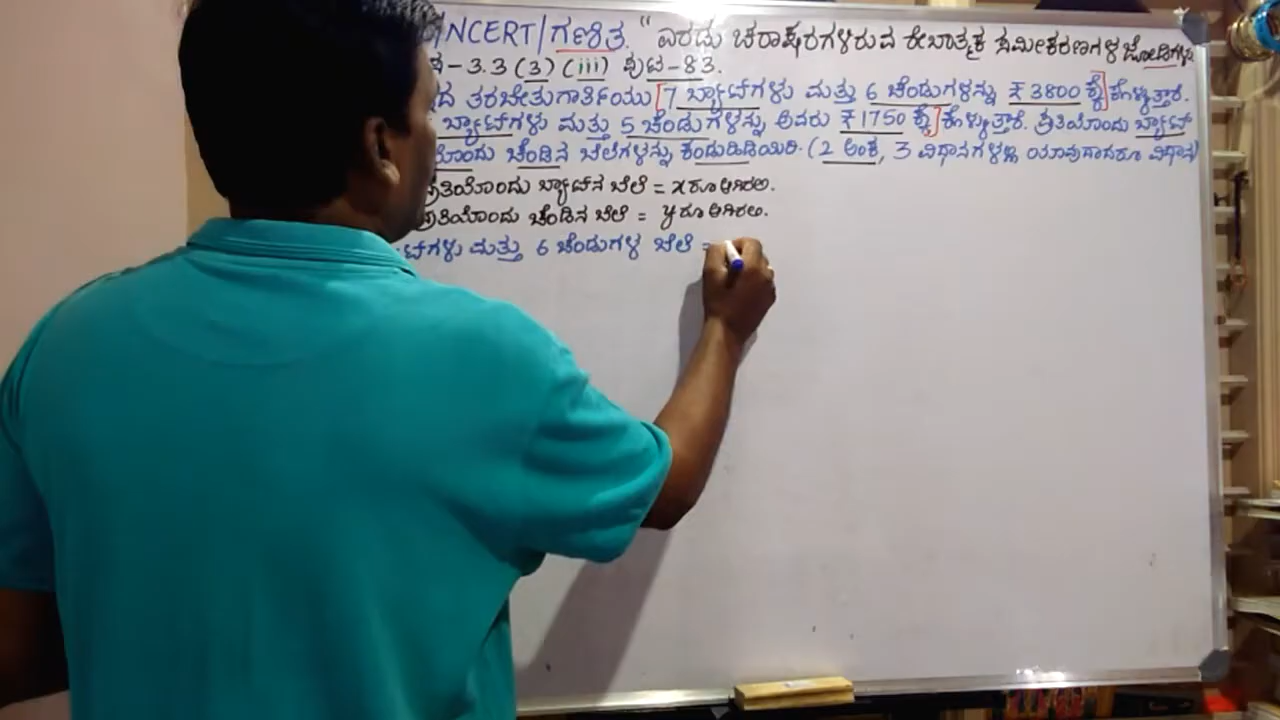 NCERT/ಗಣಿತ. "ಎರಡು ಚರಾಕ್ಷರಗಳಿರುವ ರೇಖಾತ್ಮಕ ಸಮೀಕರಣಗಳ ಜೋಡಿಗಳು
-3.3 (3) (iii) ಪುಟ-83.
ದ ತರಬೇತುಗಾರ್ತಿಯು [7 ಬ್ಯಾಟ್‌ಗಳು ಮತ್ತು 6 ಚೆಂಡುಗಳನ್ನು ₹ 3800 ಕ್ಕೆ] ಕೊಳ್ಳುತ್ತಾರೆ.
ಬ್ಯಾಟ್‌ಗಳು ಮತ್ತು 5 ಚೆಂಡುಗಳನ್ನು ಅವರು ₹1750 ಕ್ಕೆ] ಕೊಳ್ಳುತ್ತಾರೆ. ಪ್ರತಿಯೊಂದು ಬ್ಯಾಟ್
ಚೆಂಡಿನ ಬೆಲೆಗಳನ್ನು ಕಂಡುಹಿಡಿಯಿರಿ. (2 ಅಂಕ, 3 ವಿಧಾನಗಳಲ್ಲಿ ಯಾವುದಾದರೂ ವಿಧಾನ)
ಪ್ರತಿಯೊಂದು ಬ್ಯಾಟ್‌ನ ಬೆಲೆ = x ರೂ ಆಗಿರಲಿ.
ಪ್ರತಿಯೊಂದು ಚೆಂಡಿನ ಬೆಲೆ = y ರೂ ಆಗಿರಲಿ.
ಟ್‌ಗಳು ಮತ್ತು 6 ಚೆಂಡುಗಳ ಬೆಲೆ =